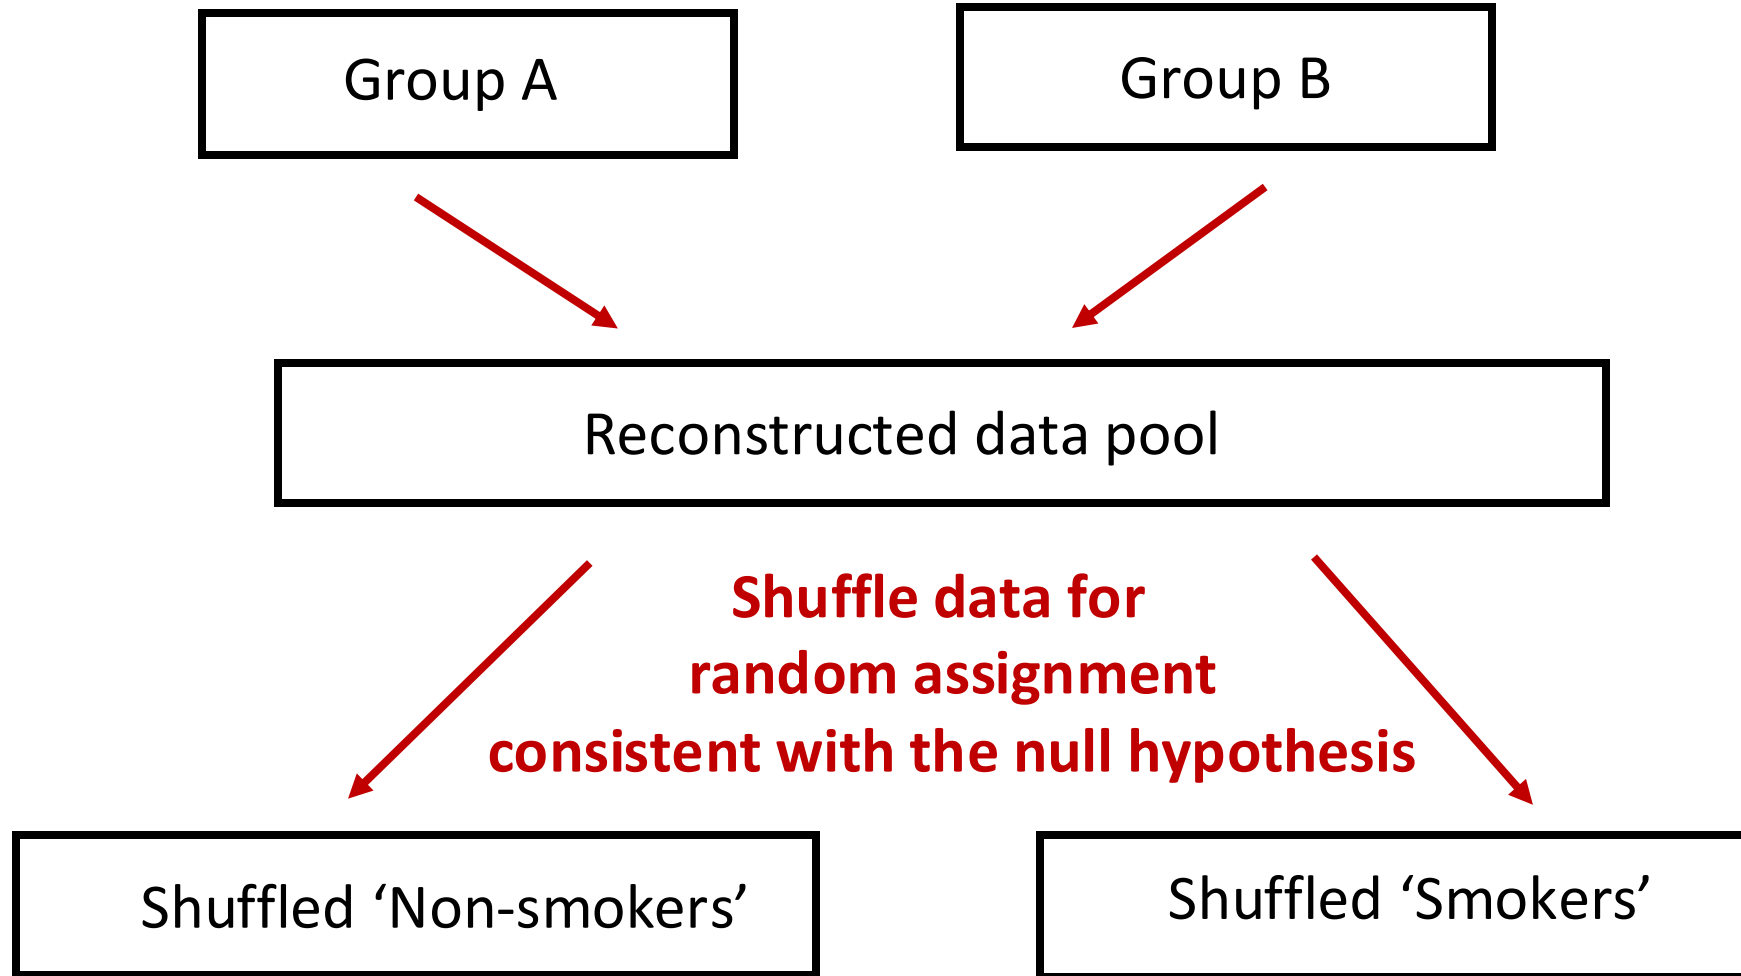 Group A
Group B
Reconstructed data pool
Shuffle data for
random assignment
consistent with the null hypothesis
Shuffled ‘Non-smokers’
Shuffled ‘Smokers’